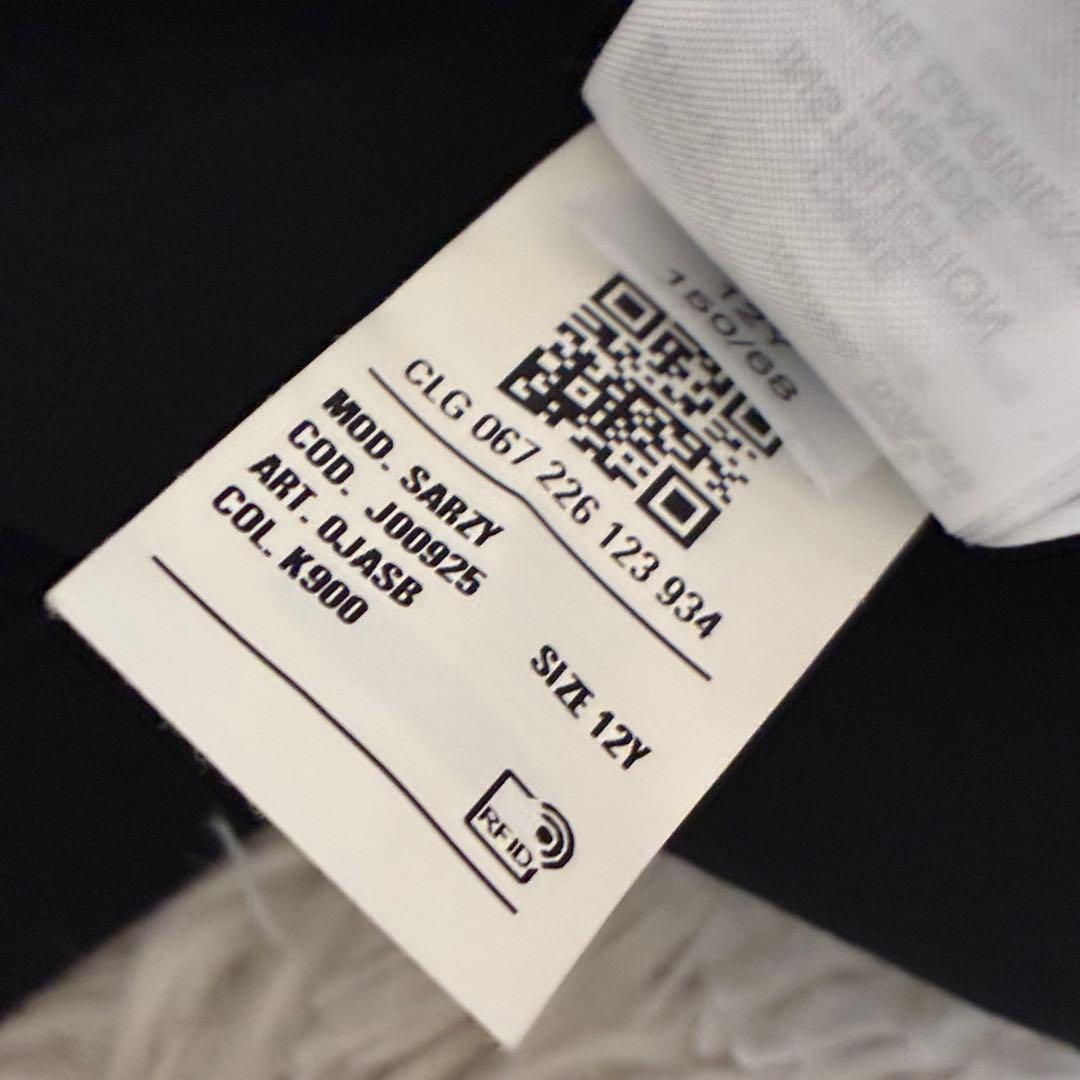 12Y
150/68
CLG 067 226 123 934
MOD. SARZY
COD. J00925
ART. 0JASB
COL. K900
SIZE 12Y
RFID